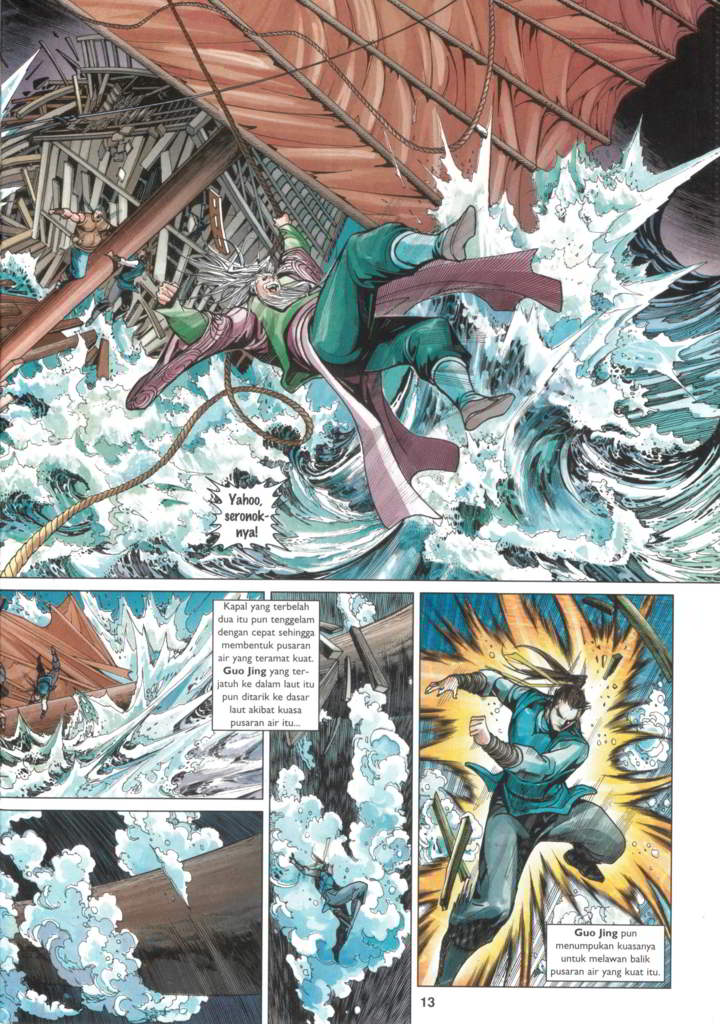 Yahoo,
seronok-
nya!
Kapal yang terbelah
dua itu pun tenggelam
dengan cepat sehingga
membentuk pusaran
air yang teramat kuat.
Guo Jing yang ter-
jatuh ke dalam laut itu
pun ditarik ke dasar
laut akibat kuasa
pusaran air itu...
Guo Jing pun
menumpukan kuasanya
untuk melawan balik
pusaran air yang kuat itu.
13